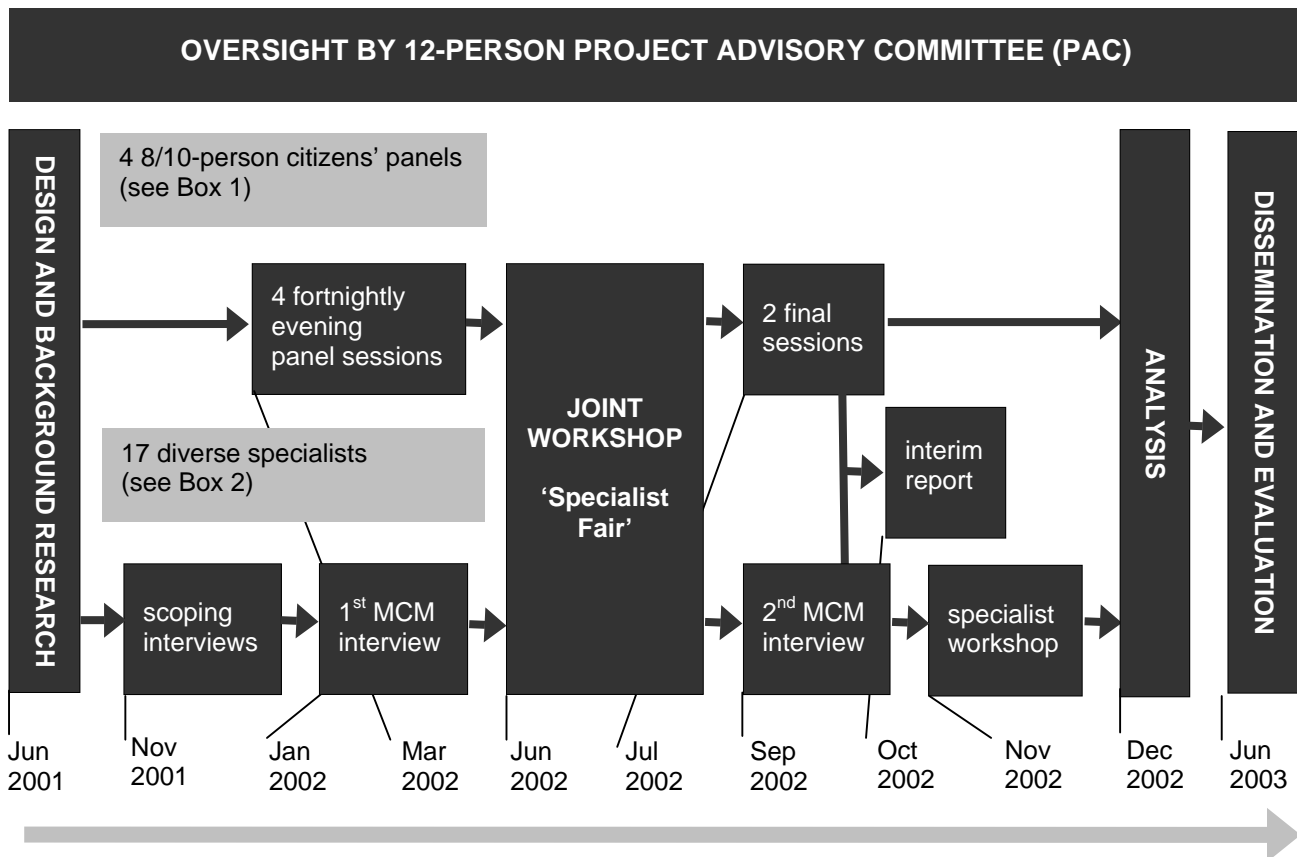 OVERSIGHT BY 12-PERSON PROJECT ADVISORY COMMITTEE (PAC)
DESIGN AND BACKGROUND RESEARCH
4 8/10-person citizens’ panels
(see Box 1)
4 fortnightly
evening
panel sessions
17 diverse specialists
(see Box 2)
scoping
interviews
1st MCM
interview
JOINT
WORKSHOP
‘Specialist
Fair’
2 final
sessions
interim
report
2nd MCM
interview
specialist
workshop
ANALYSIS
DISSEMINATION AND EVALUATION
Jun
2001
Nov
2001
Jan
2002
Mar
2002
Jun
2002
Jul
2002
Sep
2002
Oct
2002
Nov
2002
Dec
2002
Jun
2003